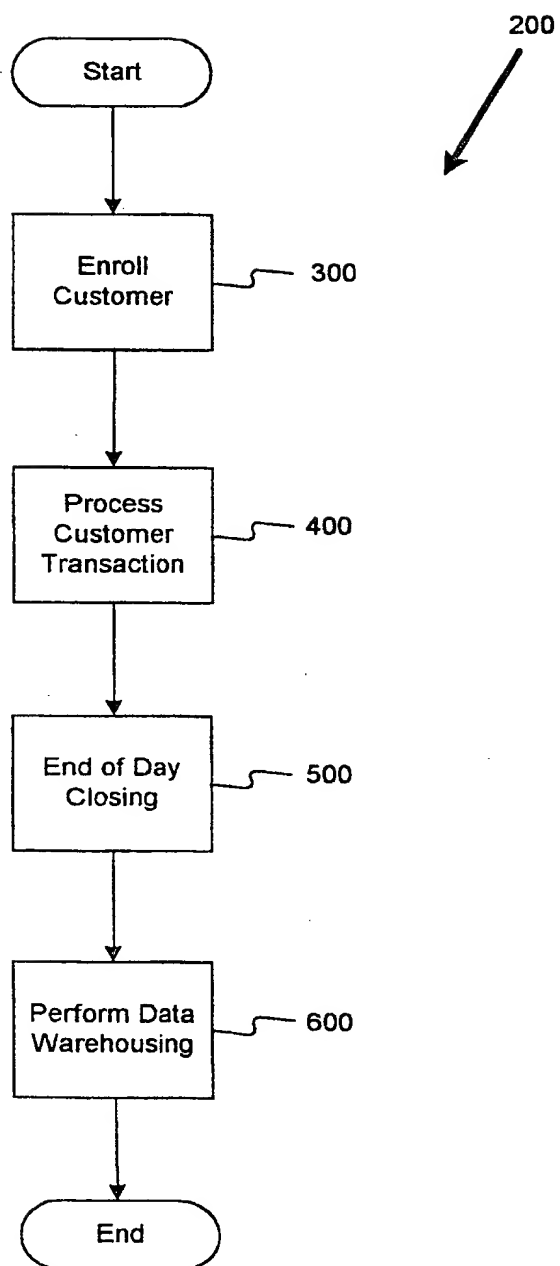 200
Start
Enroll
Customer
300
Process
Customer
Transaction
400
End of Day
Closing
500
Perform Data
Warehousing
600
End